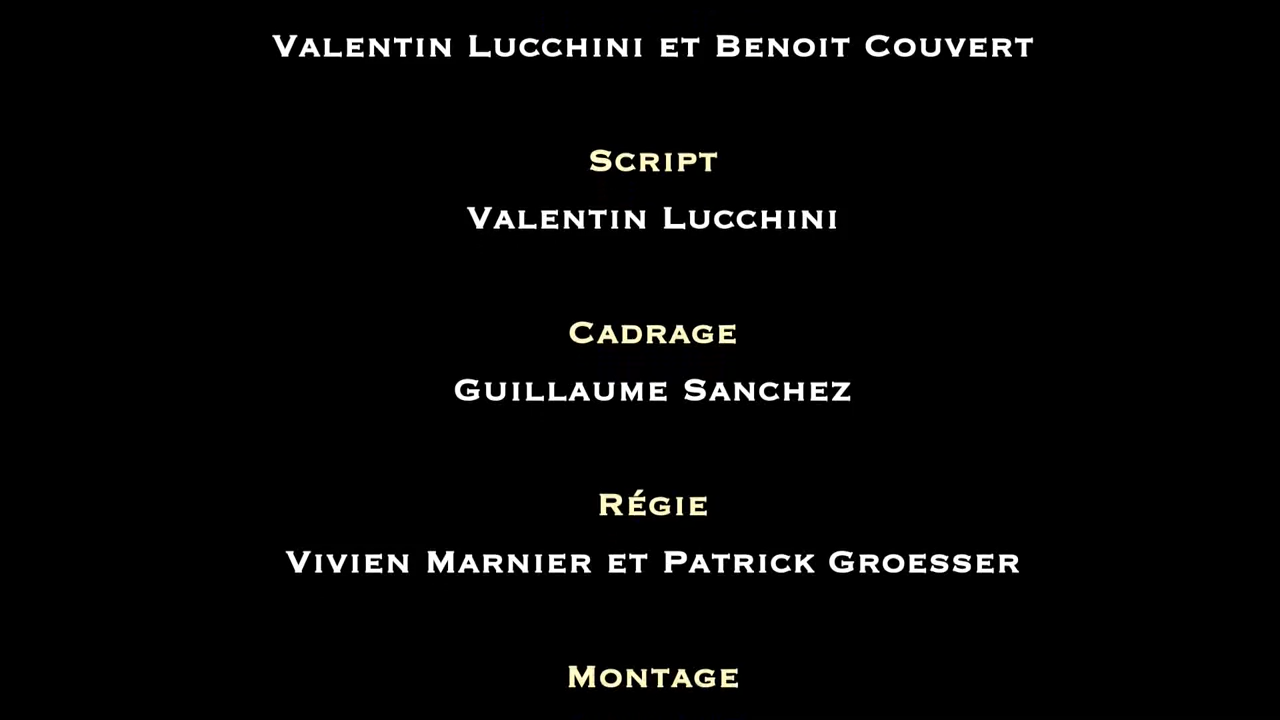 Valentin Lucchini et Benoit Couvert
Script
Valentin Lucchini
Cadrage
Guillaume Sanchez
Régie
Vivien Marnier et Patrick Groesser
Montage